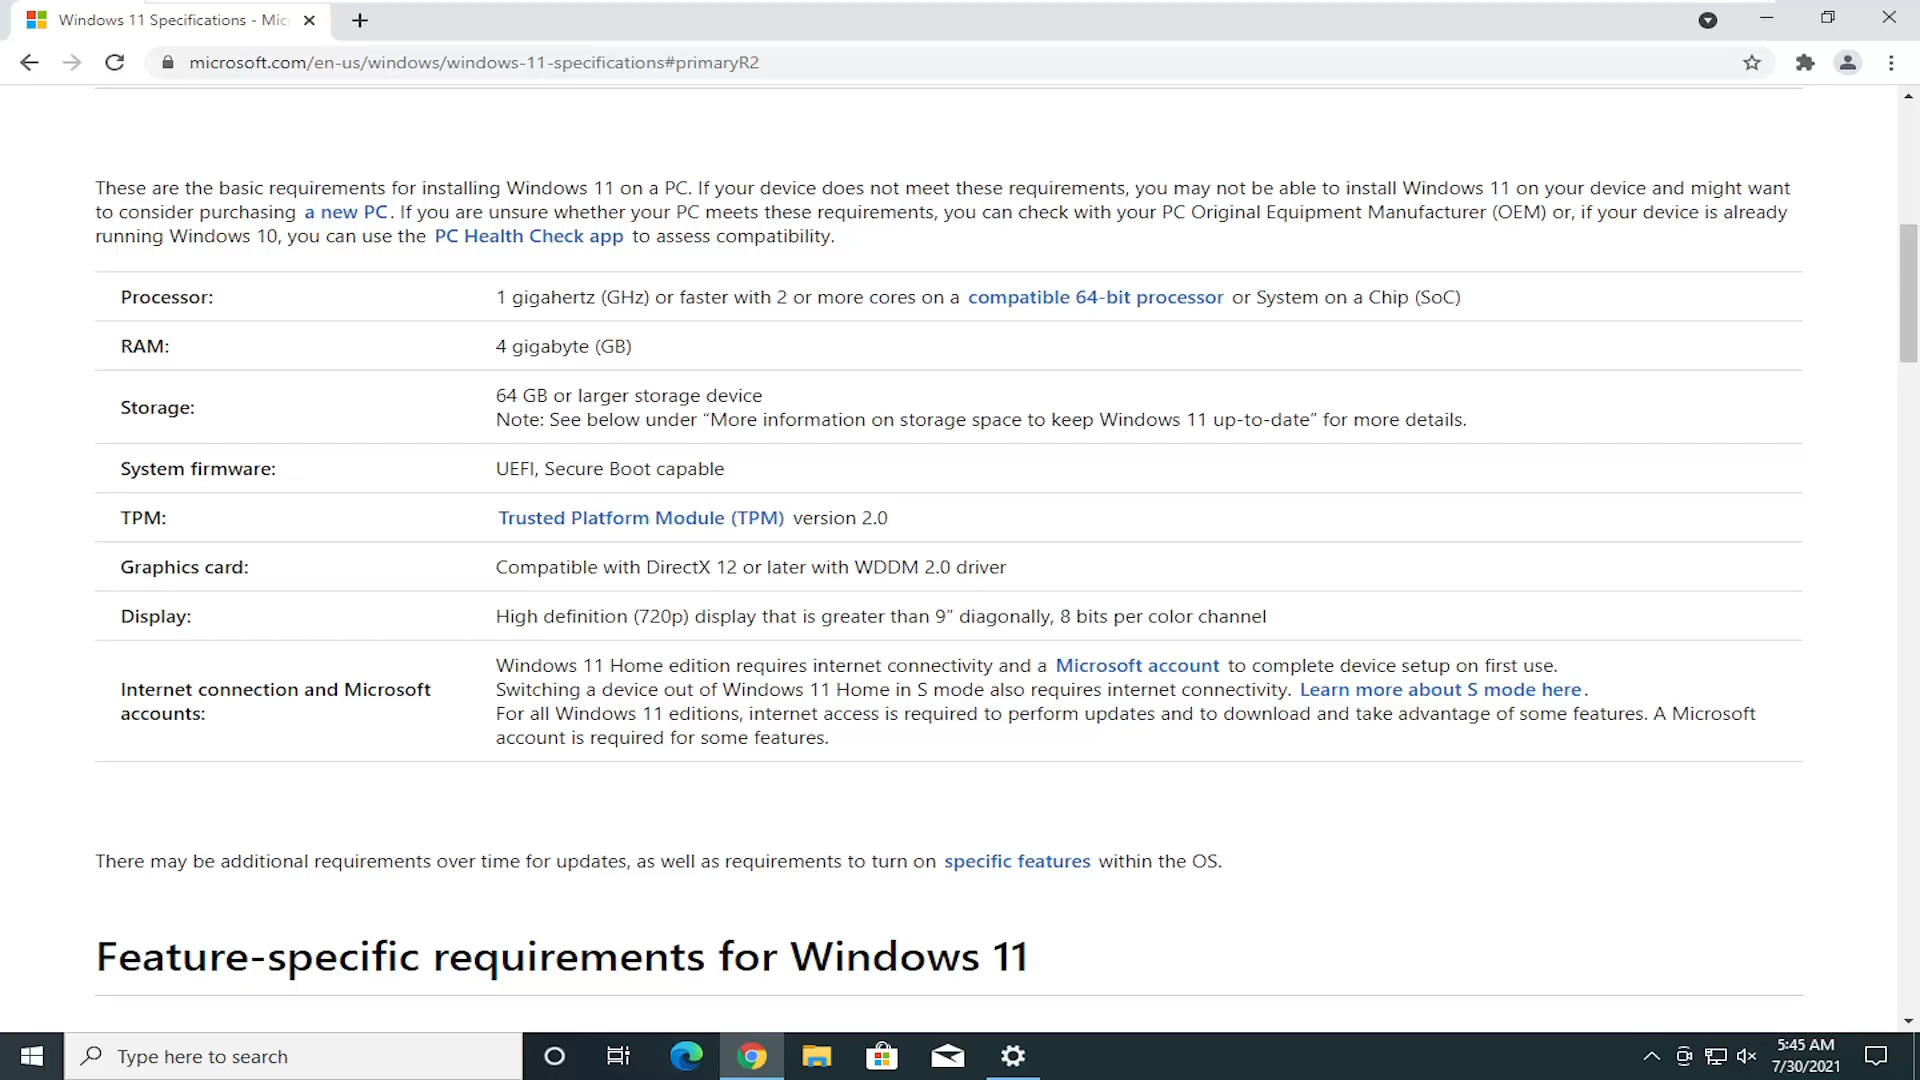 Windows 11 Specifications - Mic
microsoft.com/en-us/windows/windows-11-specifications#primaryR2
These are the basic requirements for installing Windows 11 on a PC. If your device does not meet these requirements, you may not be able to install Windows 11 on your device and might want
to consider purchasing a new PC. If you are unsure whether your PC meets these requirements, you can check with your PC Original Equipment Manufacturer (OEM) or, if your device is already
running Windows 10, you can use the PC Health Check app to assess compatibility.
Processor: 1 gigahertz (GHz) or faster with 2 or more cores on a compatible 64-bit processor or System on a Chip (SoC)
RAM: 4 gigabyte (GB)
Storage: 64 GB or larger storage device
Note: See below under “More information on storage space to keep Windows 11 up-to-date” for more details.
System firmware: UEFI, Secure Boot capable
TPM: Trusted Platform Module (TPM) version 2.0
Graphics card: Compatible with DirectX 12 or later with WDDM 2.0 driver
Display: High definition (720p) display that is greater than 9” diagonally, 8 bits per color channel
Internet connection and Microsoft
accounts:
Windows 11 Home edition requires internet connectivity and a Microsoft account to complete device setup on first use.
Switching a device out of Windows 11 Home in S mode also requires internet connectivity. Learn more about S mode here.
For all Windows 11 editions, internet access is required to perform updates and to download and take advantage of some features. A Microsoft
account is required for some features.
There may be additional requirements over time for updates, as well as requirements to turn on specific features within the OS.
Feature-specific requirements for Windows 11
Type here to search
5:45 AM
7/30/2021